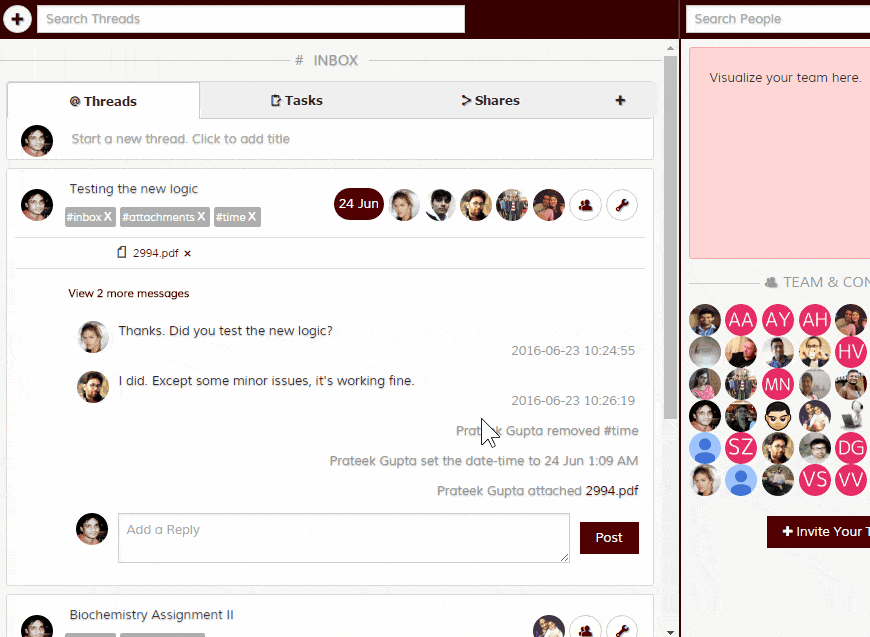 Search Threads
Search People
# INBOX
@ Threads
Tasks
Shares
Start a new thread. Click to add title
Testing the new logic
#inbox X #attachments X #time X
24 Jun
2994.pdf ×
View 2 more messages
Thanks. Did you test the new logic?
2016-06-23 10:24:55
I did. Except some minor issues, it's working fine.
2016-06-23 10:26:19
Prateek Gupta removed #time
Prateek Gupta set the date-time to 24 Jun 1:09 AM
Prateek Gupta attached 2994.pdf
Add a Reply
Post
Biochemistry Assignment II
Visualize your team here.
TEAM & CON
AA AY AH
HV
MN
SZ DG
VS VV
Invite Your T